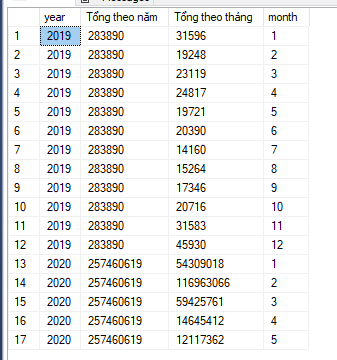 year Tổng theo năm Tổng theo tháng month
1 2019 283890 31596 1
2 2019 283890 19248 2
3 2019 283890 23119 3
4 2019 283890 24817 4
5 2019 283890 19721 5
6 2019 283890 20390 6
7 2019 283890 14160 7
8 2019 283890 15264 8
9 2019 283890 17346 9
10 2019 283890 20716 10
11 2019 283890 31583 11
12 2019 283890 45930 12
13 2020 257460619 54309018 1
14 2020 257460619 116963066 2
15 2020 257460619 59425761 3
16 2020 257460619 14645412 4
17 2020 257460619 12117362 5